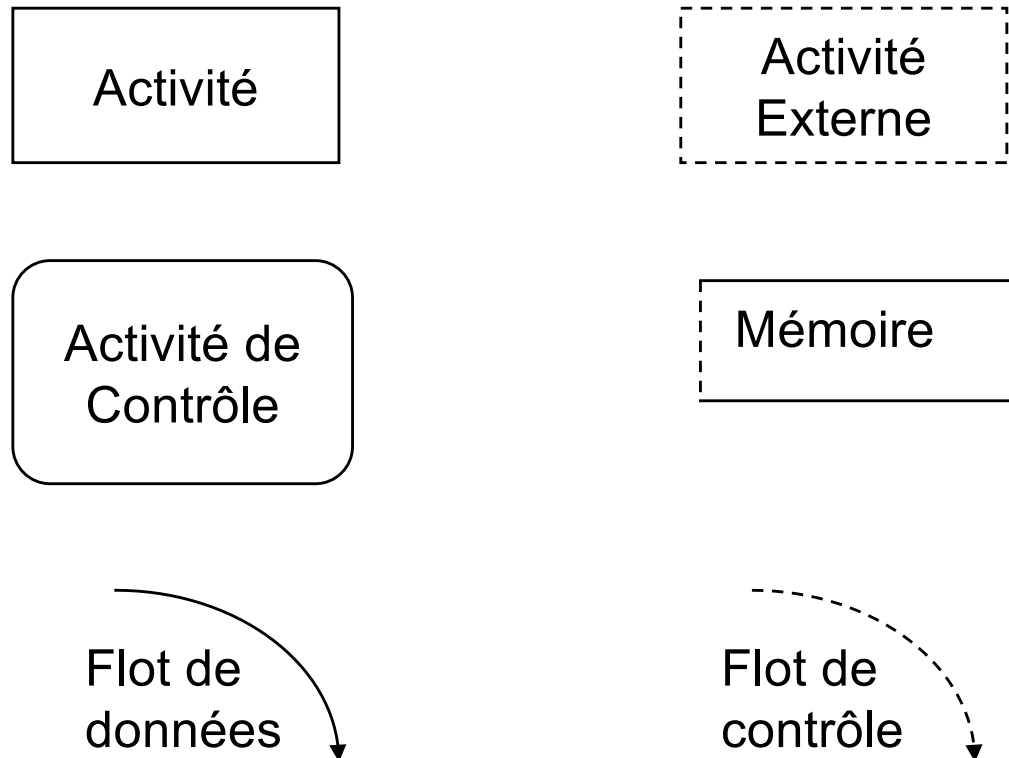 Activité
Activité
Externe
Activité de
Contrôle
Mémoire
Flot de
données
Flot de
contrôle